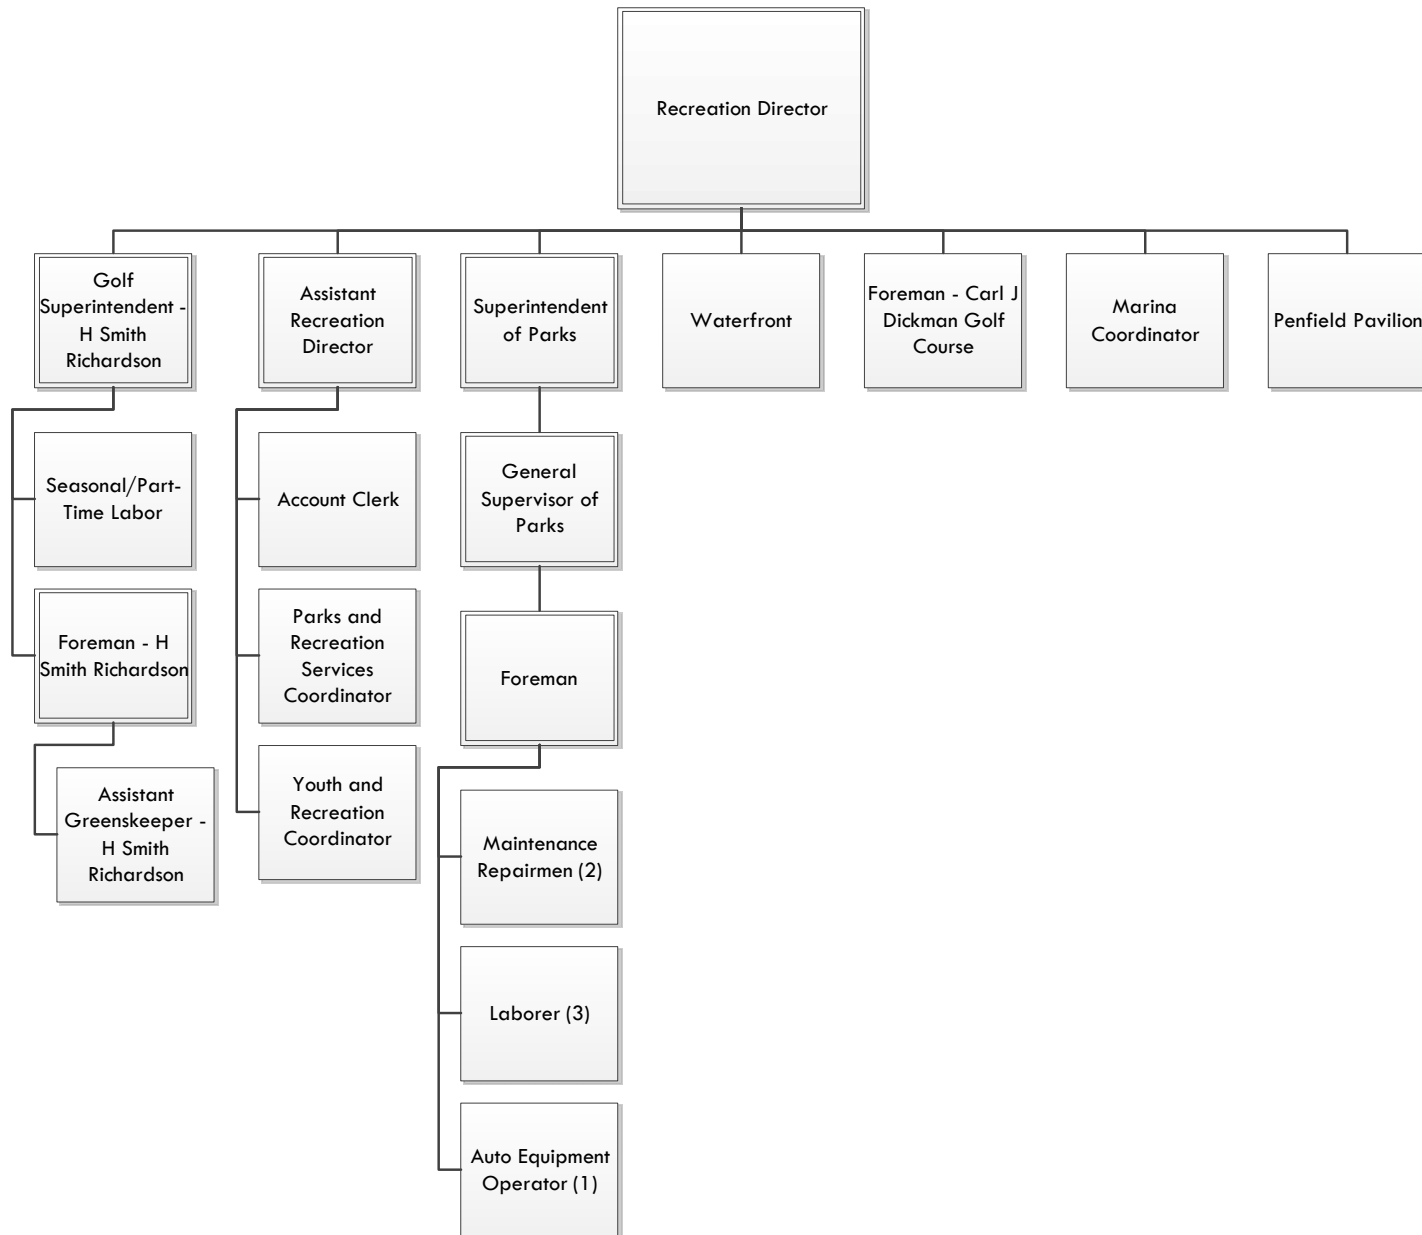 Recreation Director
Golf
Superintendent -
H Smith
Richardson
Assistant
Recreation
Director
Superintendent
of Parks
Waterfront
Foreman - Carl J
Dickman Golf
Course
Marina
Coordinator
Penfield Pavilion
Seasonal/Part-
Time Labor
Account Clerk
General
Supervisor of
Parks
Foreman - H
Smith Richardson
Parks and
Recreation
Services
Coordinator
Foreman
Assistant
Greenskeeper -
H Smith
Richardson
Youth and
Recreation
Coordinator
Maintenance
Repairmen (2)
Laborer (3)
Auto Equipment
Operator (1)